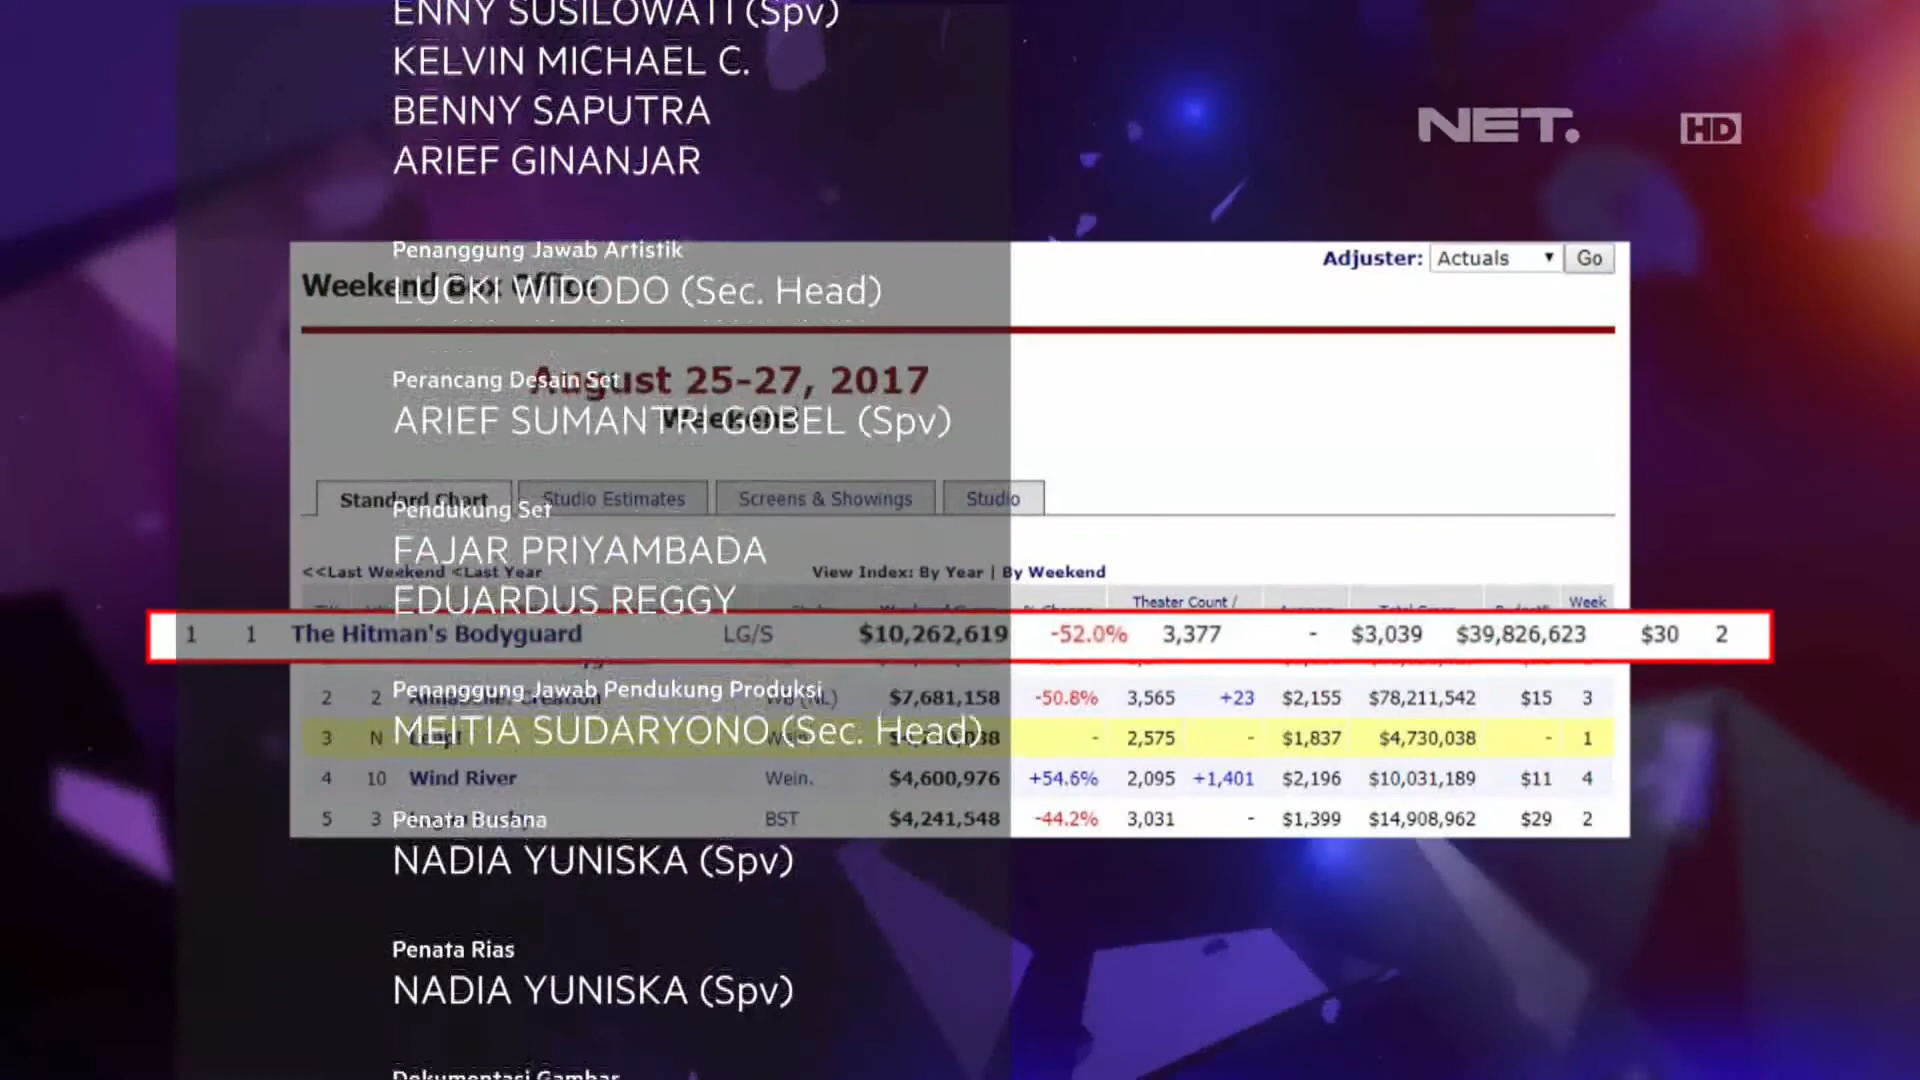 ENNY SUSILOWATI (Spv)
KELVIN MICHAEL C.
BENNY SAPUTRA
ARIEF GINANJAR
NET.
HD
Penanggung Jawab Artistik
LUCKI WIDODO (Sec. Head)
Perancang Desain Set
ARIEF SUMANTRI GOBEL (Spv)
Pendukung Set
FAJAR PRIYAMBADA
EDUARDUS REGGY
Penanggung Jawab Pendukung Produksi
MEITIA SUDARYONO (Sec. Head)
Penata Busana
NADIA YUNISKA (Spv)
Penata Rias
NADIA YUNISKA (Spv)
Dokumentasi Gambar
Adjuster: Actuals Go
Weekend Box Office
August 25-27, 2017
Weekend
Standard Chart Studio Estimates Screens & Showings Studio
<<Last Weekend <Last Year View Index: By Year | By Weekend
Theater Count / Week
1 1 The Hitman's Bodyguard LG/S $10,262,619 -52.0% 3,377 - $3,039 $39,826,623 $30 2
2 2 Creation (NL) $7,681,158 -50.8% 3,565 +23 $2,155 $78,211,542 $15 3
3 N Leap! - 2,575 - $1,837 $4,730,038 - 1
4 10 Wind River Wein. $4,600,976 +54.6% 2,095 +1,401 $2,196 $10,031,189 $11 4
5 3 BST $4,241,548 -44.2% 3,031 - $1,399 $14,908,962 $29 2